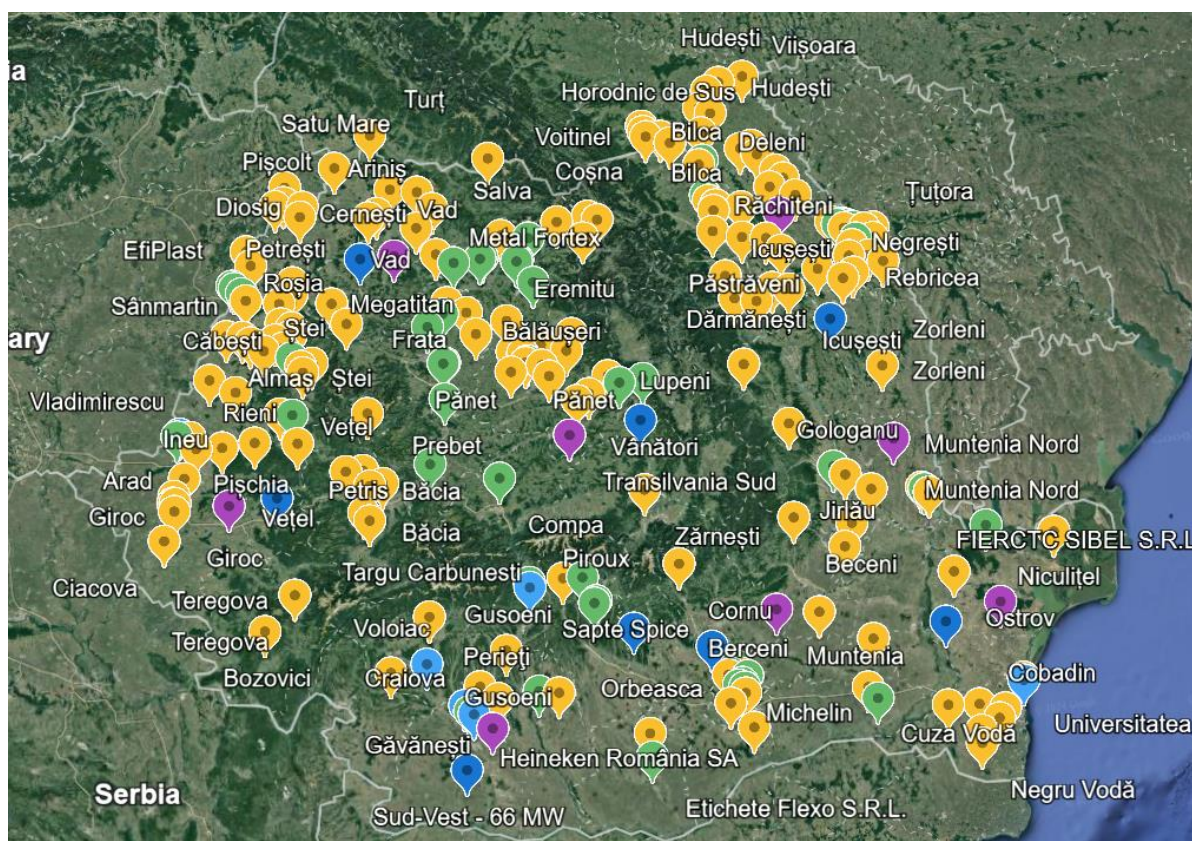 Hudești
Viișoara
ia
Hudești
Turț
Horodnic de Sus
Satu Mare
Voitinel
Bilca
Deleni
Pișcolt
Ariniș
Coșna
Bilca
Salva
Țuțora
Diosig
Cernești
Vad
Răchiteni
EfiPlast
Petrești
Metal Fortex
Icusești
Negrești
Vad
Roșia
Eremitu
Păstrăveni
Rebricea
Sânmartin
Megatitan
Dărmănești
ary
Căbești
Ștei
Frata
Bălăușeri
Icusești
Zorleni
Almaș
Ștei
Lupeni
Zorleni
Vladimirescu
Rieni
Pănet
Pănet
Vețel
Gologanu
Ineu
Prebet
Vânători
Muntenia Nord
Arad
Pișchia
Petris
Băcia
Transilvania Sud
Muntenia Nord
Giroc
Vețel
Jirlău
Băcia
Compa
Zărnești
FIERCTC SIBEL S.R.L
Giroc
Piroux
Beceni
Ciacova
Targu Carbunesti
Niculițel
Teregova
Gusoeni
Cornu
Ostrov
Voloiac
Sapte Spice
Teregova
Berceni
Perieți
Muntenia
Bozovici
Craiova
Cobadin
Gusoeni
Orbeasca
Michelin
Cuza Vodă
Universitatea
Găvănești
Heineken România SA
Negru Vodă
Serbia
Etichete Flexo S.R.L.
Sud-Vest - 66 MW